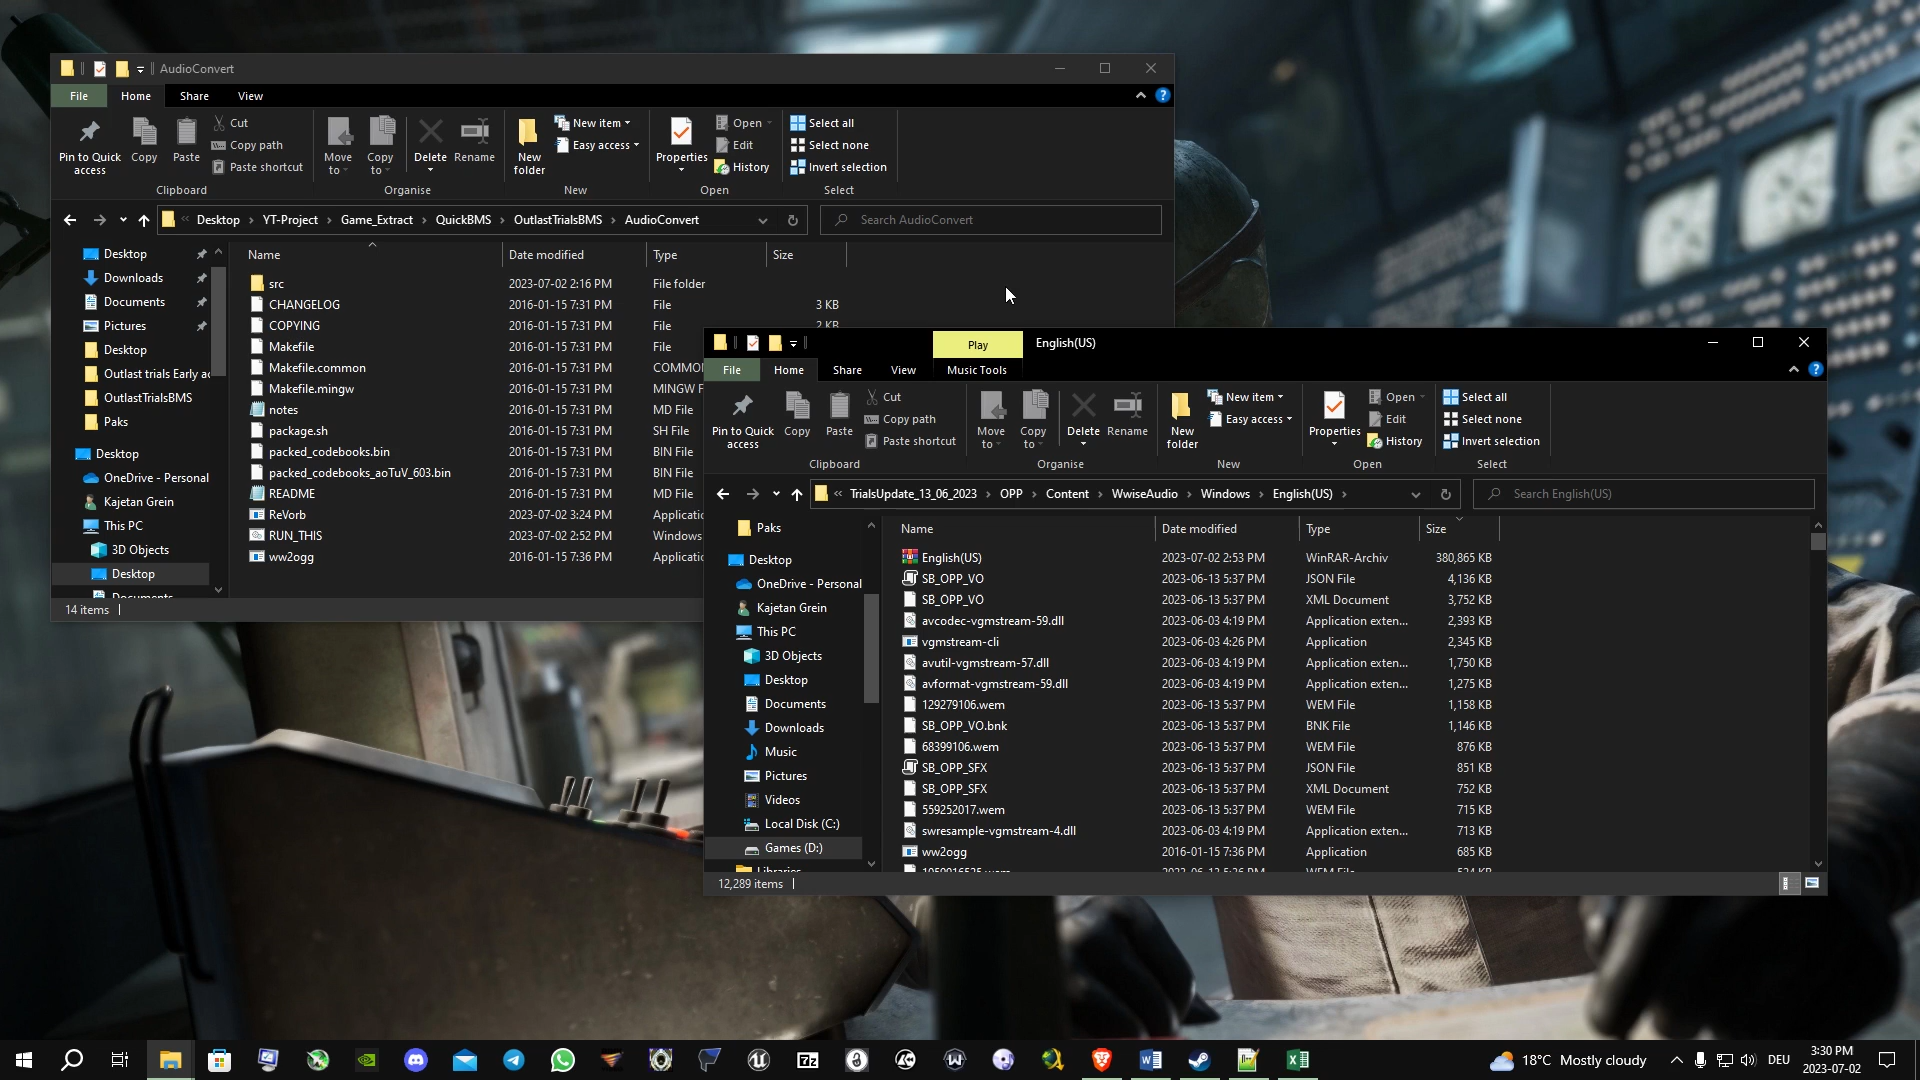 AudioConvert
File Home Share View
Pin to Quick access
Copy
Paste
Cut
Copy path
Paste shortcut
Clipboard
Move to
Copy to
Delete
Rename
Organise
New folder
New item
Easy access
New
Properties
Open
Edit
History
Open
Select all
Select none
Invert selection
Select
« Desktop › YT-Project › Game_Extract › QuickBMS › OutlastTrialsBMS › AudioConvert
Search AudioConvert
Desktop
Downloads
Documents
Pictures
Desktop
Outlast trials Early ac
OutlastTrialsBMS
Paks
Desktop
OneDrive - Personal
Kajetan Grein
This PC
3D Objects
Desktop
Documents
Name Date modified Type Size
src 2023-07-02 2:16 PM File folder
CHANGELOG 2016-01-15 7:31 PM File 3 KB
COPYING 2016-01-15 7:31 PM File 2 KB
Makefile 2016-01-15 7:31 PM File
Makefile.common 2016-01-15 7:31 PM COMMO
Makefile.mingw 2016-01-15 7:31 PM MINGW F
notes 2016-01-15 7:31 PM MD File
package.sh 2016-01-15 7:31 PM SH File
packed_codebooks.bin 2016-01-15 7:31 PM BIN File
packed_codebooks_aoTuV_603.bin 2016-01-15 7:31 PM BIN File
README 2016-01-15 7:31 PM MD File
ReVorb 2023-07-02 3:24 PM Applicatio
RUN_THIS 2023-07-02 2:52 PM Windows
ww2ogg 2016-01-15 7:36 PM Applicatio
14 items
Play English(US)
File Home Share View Music Tools
Pin to Quick access
Copy
Paste
Cut
Copy path
Paste shortcut
Clipboard
Move to
Copy to
Delete
Rename
Organise
New folder
New item
Easy access
New
Properties
Open
Edit
History
Open
Select all
Select none
Invert selection
Select
« TrialsUpdate_13_06_2023 › OPP › Content › WwiseAudio › Windows › English(US) ›
Search English(US)
Paks
Desktop
OneDrive - Personal
Kajetan Grein
This PC
3D Objects
Desktop
Documents
Downloads
Music
Pictures
Videos
Local Disk (C:)
Games (D:)
Libraries
Name Date modified Type Size
English(US) 2023-07-02 2:53 PM WinRAR-Archiv 380,865 KB
SB_OPP_VO 2023-06-13 5:37 PM JSON File 4,136 KB
SB_OPP_VO 2023-06-13 5:37 PM XML Document 3,752 KB
avcodec-vgmstream-59.dll 2023-06-03 4:19 PM Application exten... 2,393 KB
vgmstream-cli 2023-06-03 4:26 PM Application 2,345 KB
avutil-vgmstream-57.dll 2023-06-03 4:19 PM Application exten... 1,750 KB
avformat-vgmstream-59.dll 2023-06-03 4:19 PM Application exten... 1,275 KB
129279106.wem 2023-06-13 5:37 PM WEM File 1,158 KB
SB_OPP_VO.bnk 2023-06-13 5:37 PM BNK File 1,146 KB
68399106.wem 2023-06-13 5:37 PM WEM File 876 KB
SB_OPP_SFX 2023-06-13 5:37 PM JSON File 851 KB
SB_OPP_SFX 2023-06-13 5:37 PM XML Document 752 KB
559252017.wem 2023-06-13 5:37 PM WEM File 715 KB
swresample-vgmstream-4.dll 2023-06-03 4:19 PM Application exten... 713 KB
ww2ogg 2016-01-15 7:36 PM Application 685 KB
12,289 items
18°C Mostly cloudy
DEU
3:30 PM
2023-07-02